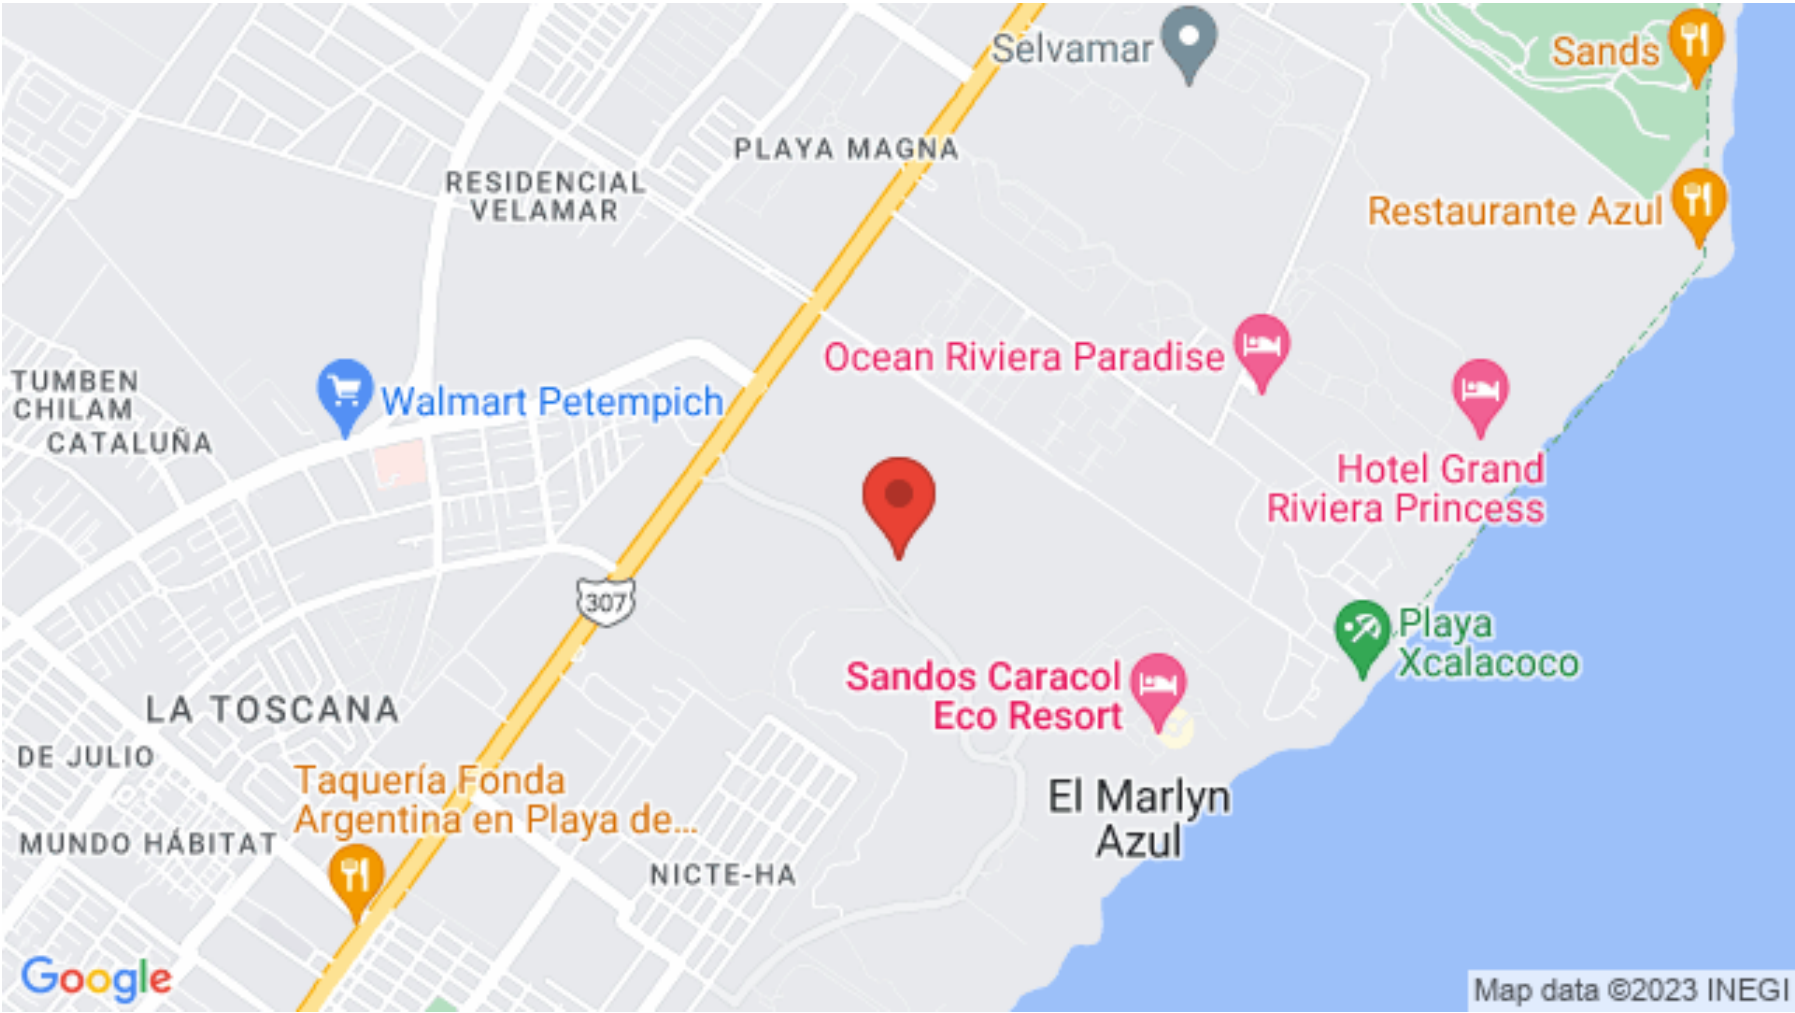 Selvamar
Sands
PLAYA MAGNA
RESIDENCIAL
VELAMAR
Restaurante Azul
Ocean Riviera Paradise
TUMBEN
CHILAM
CATALUÑA
Walmart Petempich
Hotel Grand
Riviera Princess
307
Playa
Xcalacoco
Sandos Caracol
Eco Resort
LA TOSCANA
DE JULIO
Taquería Fonda
Argentina en Playa de...
El Marlyn
Azul
MUNDO HÁBITAT
NICTE-HA
Google
Map data ©2023 INEGI